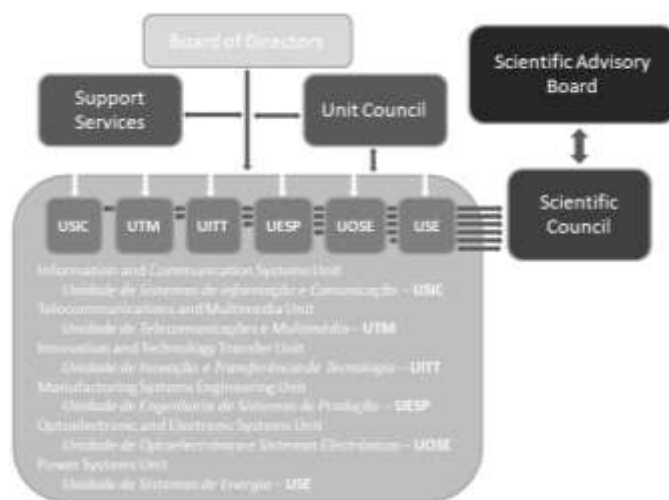 Board of Directors
Support
Services
Unit Council
Scientific Advisory
Board
Scientific
Council
USIC
UTM
UITT
UESP
UOSE
USE
Information and Communication Systems Unit
Unidade de Sistemas de Informação e Comunicação – USIC
Telecommunications and Multimedia Unit
Unidade de Telecomunicações e Multimédia – UTM
Innovation and Technology Transfer Unit
Unidade de Inovação e Transferência de Tecnologia – UITT
Manufacturing Systems Engineering Unit
Unidade de Engenharia de Sistemas de Produção – UESP
Optoelectronic and Electronic Systems Unit
Unidade de Optoelectrónica e Sistemas Electrónicos – UOSE
Power Systems Unit
Unidade de Sistemas de Energia – USE